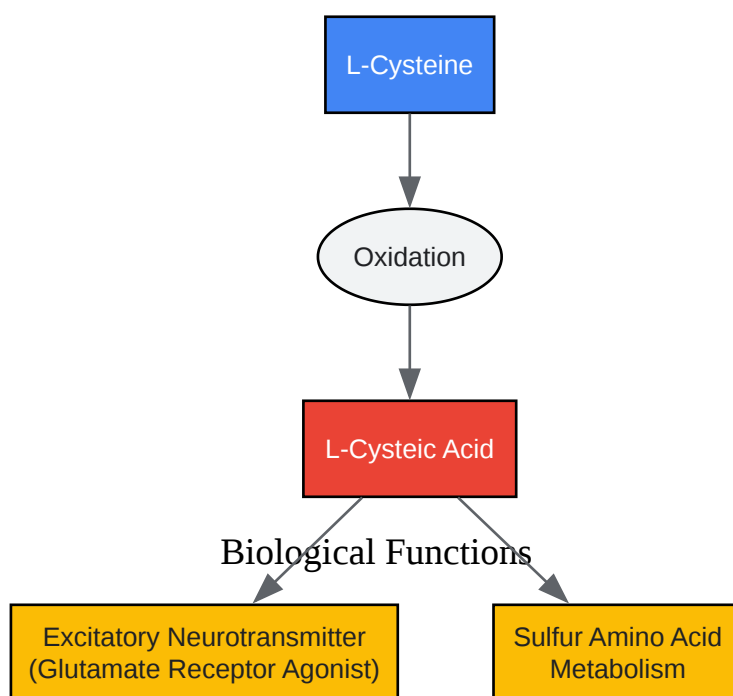 L-Cysteine
Oxidation
L-Cysteic Acid
Biological Functions
Excitatory Neurotransmitter
(Glutamate Receptor Agonist)
Sulfur Amino Acid
Metabolism